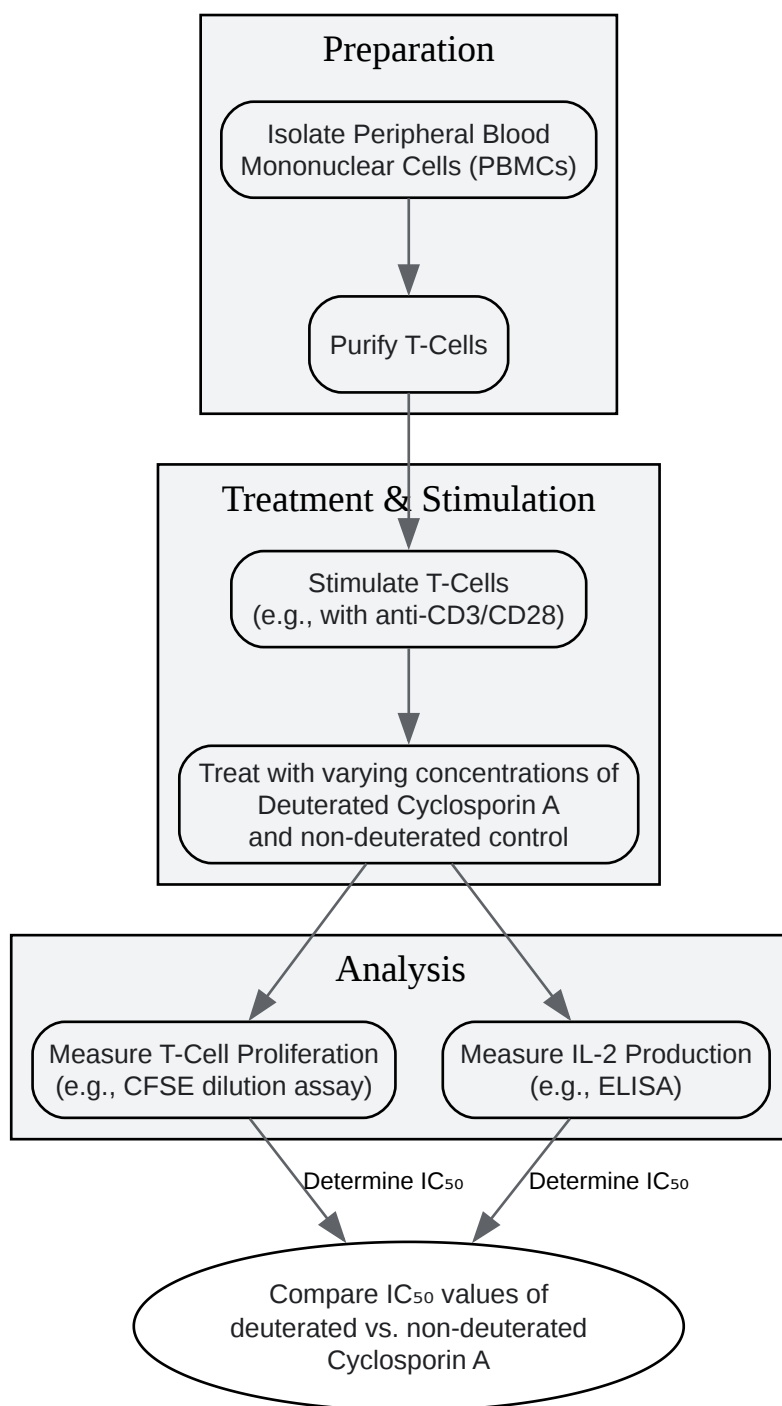 Preparation
Isolate Peripheral Blood
Mononuclear Cells (PBMCs)
Purify T-Cells
Treatment & Stimulation
Stimulate T-Cells
(e.g., with anti-CD3/CD28)
Treat with varying concentrations of
Deuterated Cyclosporin A
and non-deuterated control
Analysis
Measure T-Cell Proliferation
(e.g., CFSE dilution assay)
Measure IL-2 Production
(e.g., ELISA)
Determine IC₅₀
Determine IC₅₀
Compare IC₅₀ values of
deuterated vs. non-deuterated
Cyclosporin A